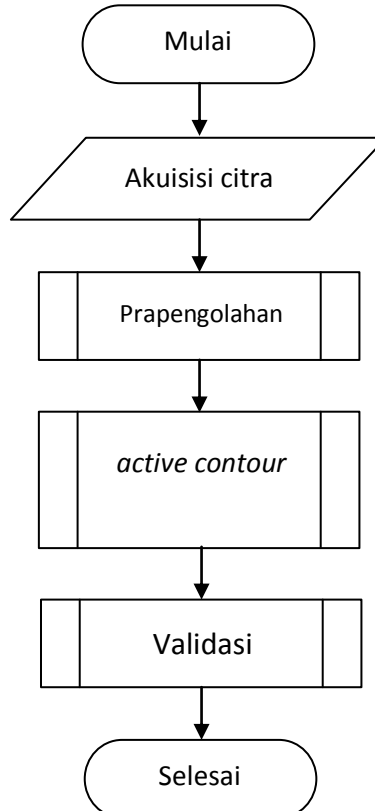 Mulai
Akuisisi citra
Prapengolahan
active contour
Validasi
Selesai